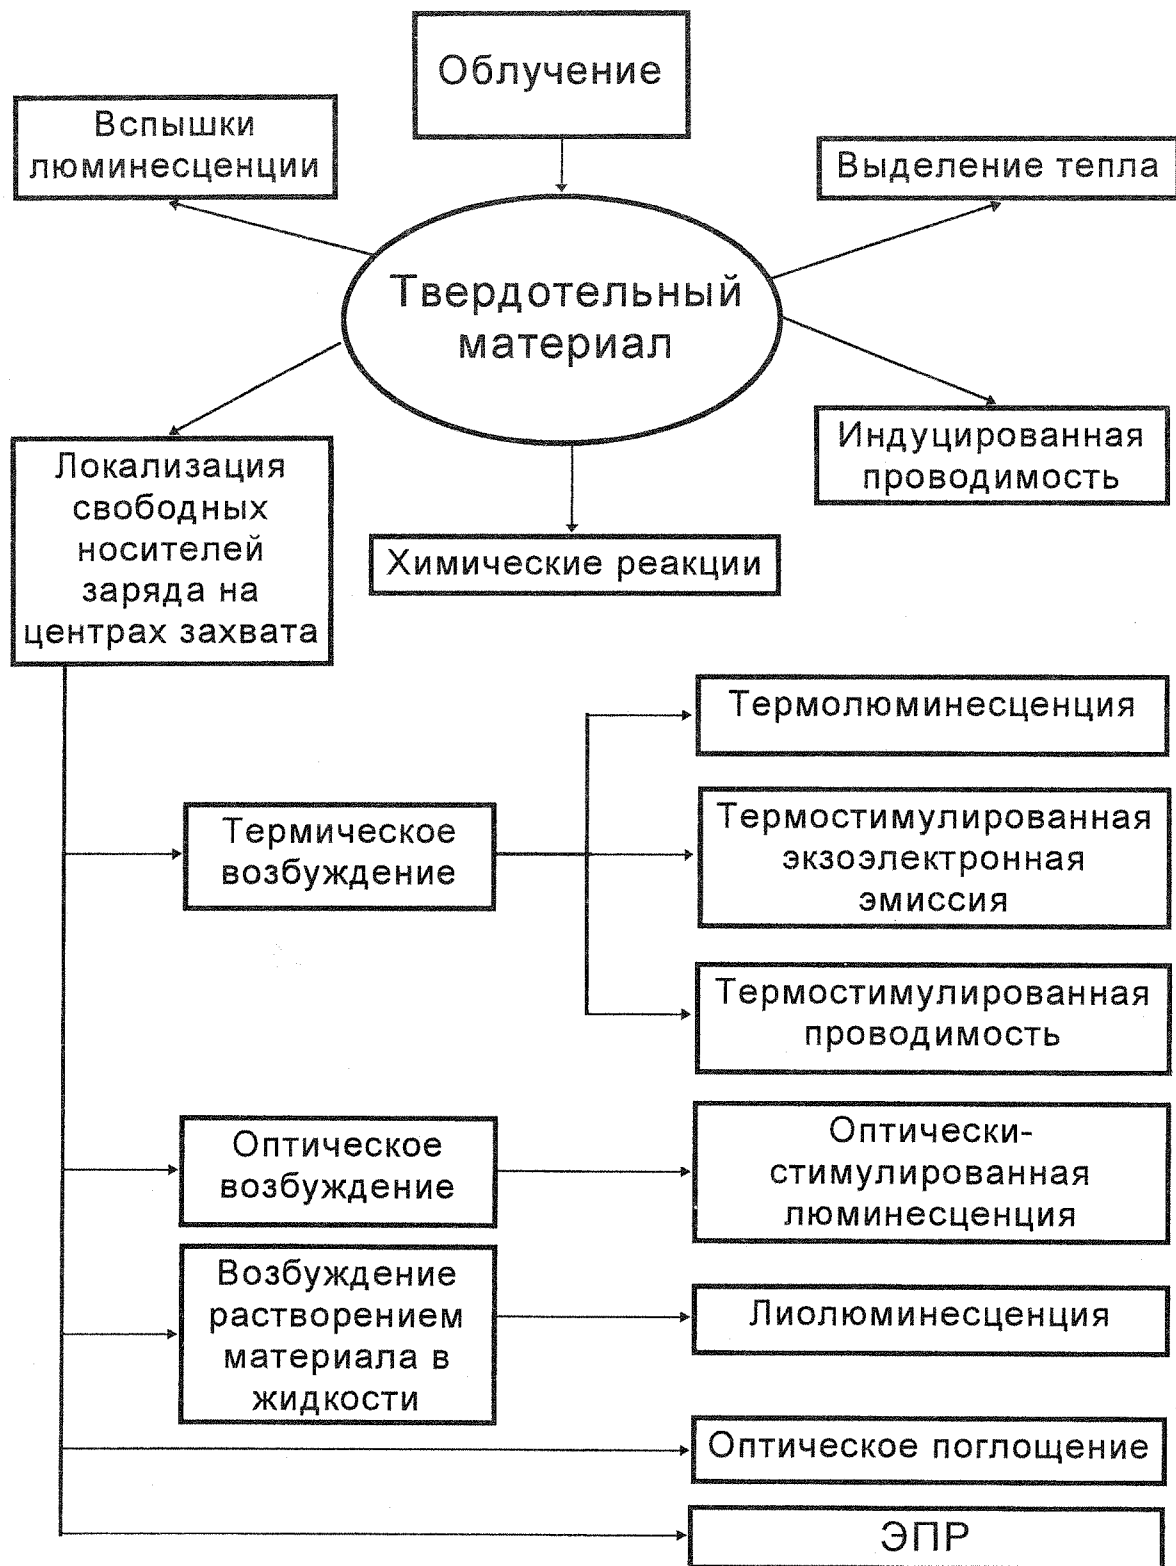 Облучение
Вспышки
люминесценции
Выделение тепла
Твердотельный
материал
Локализация
свободных
носителей
заряда на
центрах захвата
Индуцированная
проводимость
Химические реакции
Термолюминесценция
Термическое
возбуждение
Термостимулированная
экзоэлектронная
эмиссия
Термостимулированная
проводимость
Оптическое
возбуждение
Оптически-
стимулированная
люминесценция
Возбуждение
растворением
материала в
жидкости
Лиолюминесценция
Оптическое поглощение
ЭПР